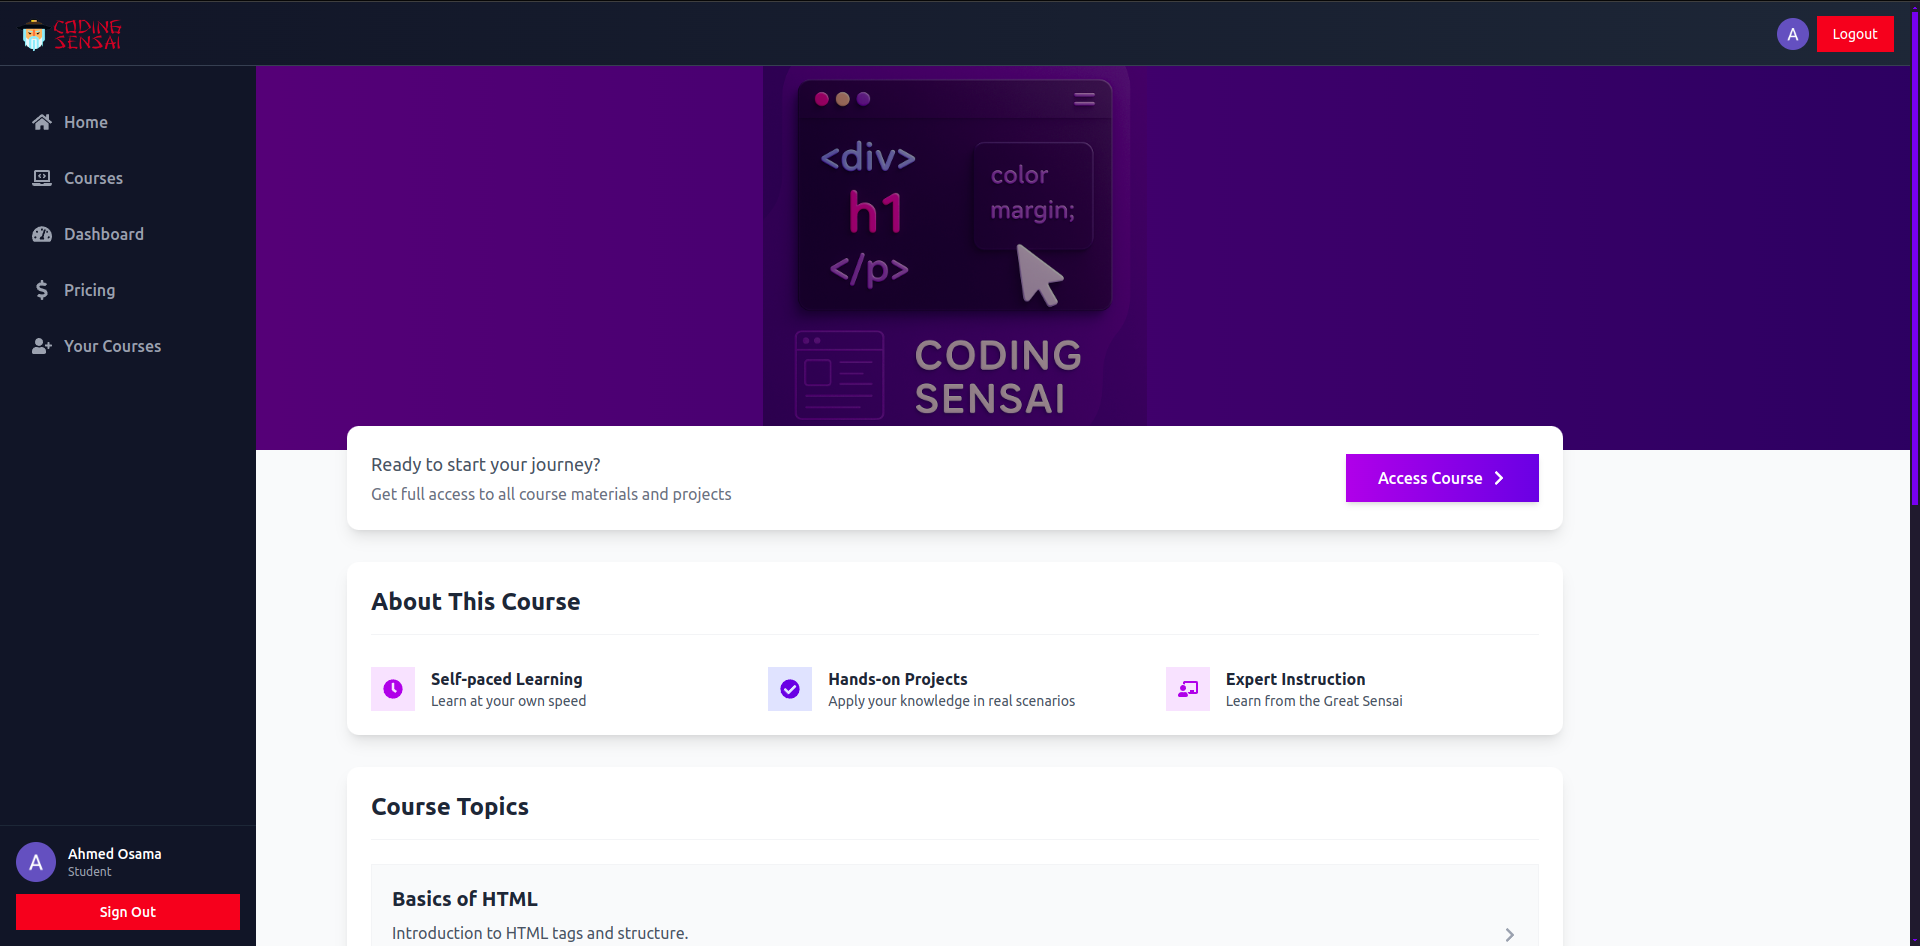 CODING
SENSAI
A
Logout
Home
Courses
Dashboard
Pricing
Your Courses
<div>
h1
</p>
color
margin;
CODING
SENSAI
Ready to start your journey?
Get full access to all course materials and projects
Access Course
About This Course
Self-paced Learning
Learn at your own speed
Hands-on Projects
Apply your knowledge in real scenarios
Expert Instruction
Learn from the Great Sensai
Course Topics
Basics of HTML
Introduction to HTML tags and structure.
A
Ahmed Osama
Student
Sign Out